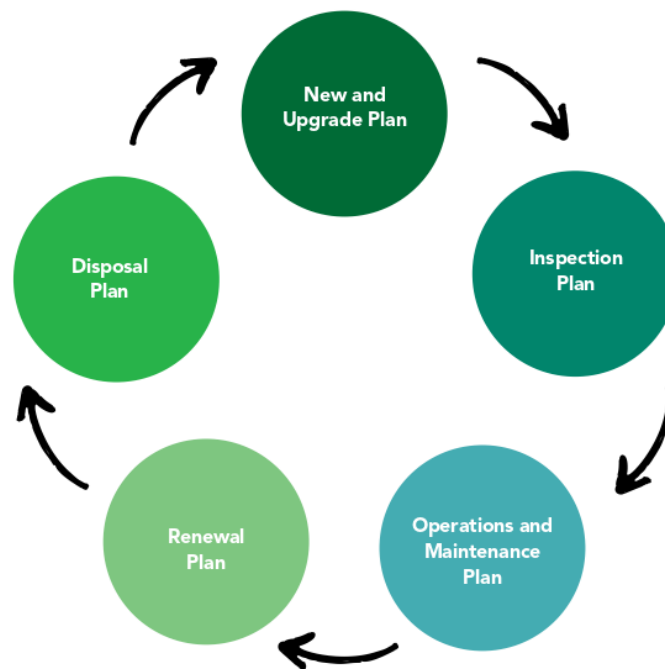 New and
Upgrade Plan
Inspection
Plan
Operations and
Maintenance
Plan
Renewal
Plan
Disposal
Plan